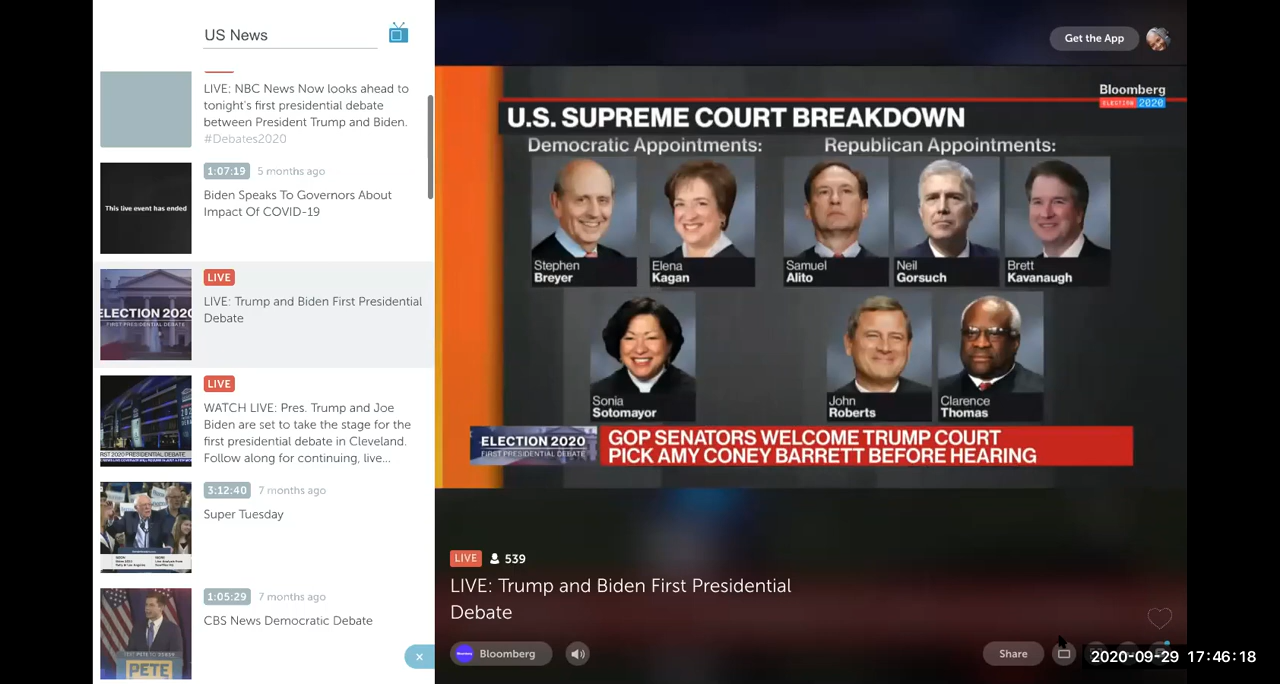 US News
LIVE: NBC News Now looks ahead to
tonight's first presidential debate
between President Trump and Biden.
#Debates2020
This live event has ended
1:07:19 5 months ago
Biden Speaks To Governors About
Impact Of COVID-19
ELECTION 2020
FIRST PRESIDENTIAL DEBATE
LIVE
LIVE: Trump and Biden First Presidential
Debate
LIVE
WATCH LIVE: Pres. Trump and Joe
Biden are set to take the stage for the
first presidential debate in Cleveland.
Follow along for continuing, live...
3:12:40 7 months ago
Super Tuesday
1:05:29 7 months ago
CBS News Democratic Debate
PETE
Get the App
Bloomberg
ELECTION 2020
U.S. SUPREME COURT BREAKDOWN
Democratic Appointments:
Republican Appointments:
Stephen
Breyer
Elena
Kagan
Samuel
Alito
Neil
Gorsuch
Brett
Kavanaugh
Sonia
Sotomayor
John
Roberts
Clarence
Thomas
ELECTION 2020
FIRST PRESIDENTIAL DEBATE
GOP SENATORS WELCOME TRUMP COURT
PICK AMY CONEY BARRETT BEFORE HEARING
LIVE 539
LIVE: Trump and Biden First Presidential
Debate
Bloomberg
Share
2020-09-29 17:46:18